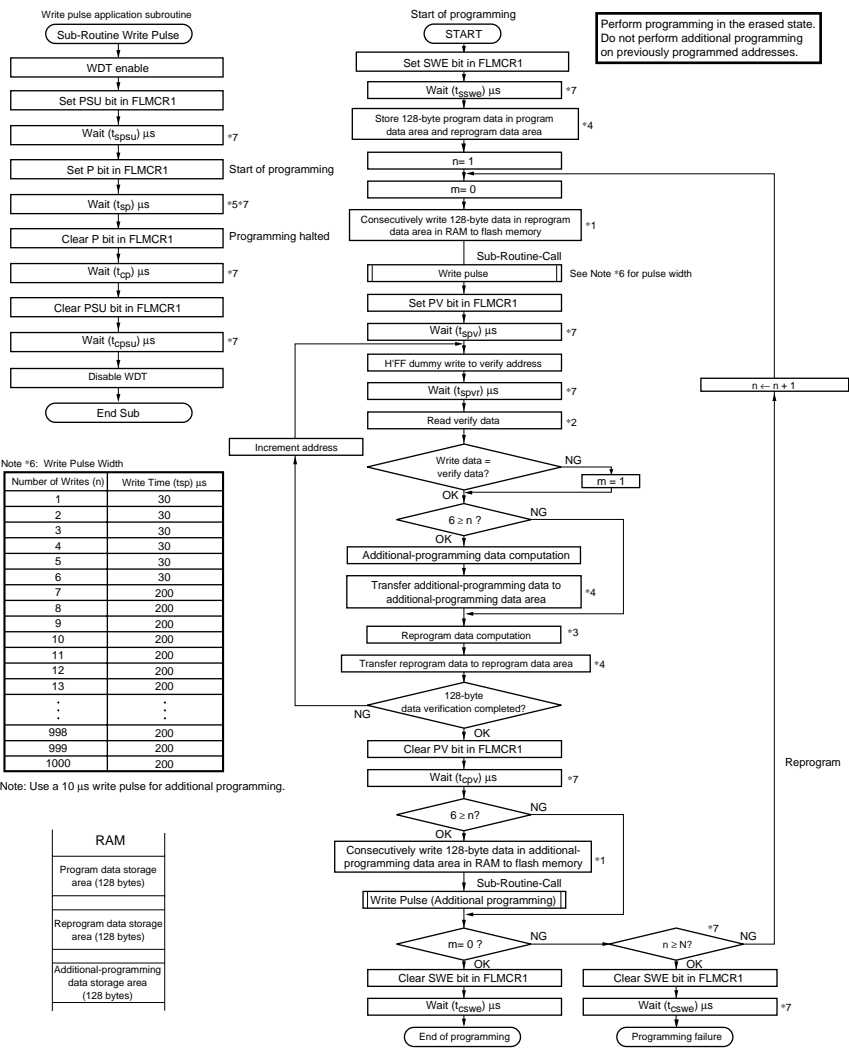 Write pulse application subroutine
Sub-Routine Write Pulse
WDT enable
Set PSU bit in FLMCR1
Wait (tspsu) μs
*7
Set P bit in FLMCR1
Start of programming
Wait (tsp) μs
*5*7
Clear P bit in FLMCR1
Programming halted
Wait (tcp) μs
*7
Clear PSU bit in FLMCR1
Wait (tcpsu) μs
*7
Disable WDT
End Sub
Note *6: Write Pulse Width
Number of Writes (n) Write Time (tsp) μs
1 30
2 30
3 30
4 30
5 30
6 30
7 200
8 200
9 200
10 200
11 200
12 200
13 200
998 200
999 200
1000 200
Note: Use a 10 μs write pulse for additional programming.
RAM
Program data storage
area (128 bytes)
Reprogram data storage
area (128 bytes)
Additional-programming
data storage area
(128 bytes)
Start of programming
START
Set SWE bit in FLMCR1
Wait (tsswe) μs
*7
Store 128-byte program data in program
data area and reprogram data area
*4
n= 1
m= 0
Consecutively write 128-byte data in reprogram
data area in RAM to flash memory
*1
Sub-Routine-Call
Write pulse
See Note *6 for pulse width
Set PV bit in FLMCR1
Wait (tspv) μs
*7
H'FF dummy write to verify address
Wait (tspvr) μs
*7
Read verify data
*2
Increment address
Write data =
verify data?
NG
m = 1
OK
6 ≥ n ?
NG
OK
Additional-programming data computation
Transfer additional-programming data to
additional-programming data area
*4
Reprogram data computation
*3
Transfer reprogram data to reprogram data area
*4
128-byte
data verification completed?
NG
OK
Clear PV bit in FLMCR1
Wait (tcpv) μs
*7
6 ≥ n?
NG
OK
Consecutively write 128-byte data in additional-
programming data area in RAM to flash memory
*1
Sub-Routine-Call
Write Pulse (Additional programming)
m= 0 ?
NG
OK
Clear SWE bit in FLMCR1
Wait (tcswe) μs
End of programming
*7
n ≥ N?
NG
OK
Clear SWE bit in FLMCR1
Wait (tcswe) μs
*7
Programming failure
n ← n + 1
Reprogram
Perform programming in the erased state.
Do not perform additional programming
on previously programmed addresses.